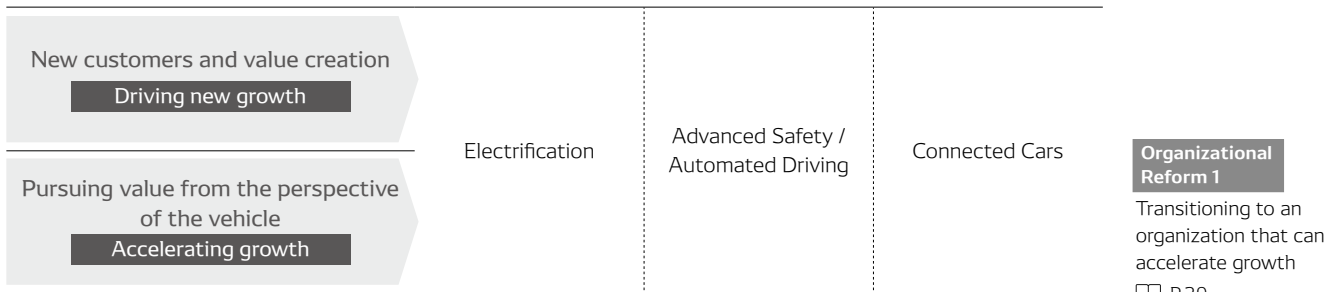 New customers and value creation
Driving new growth
Pursuing value from the perspective
of the vehicle
Accelerating growth
Electrification
Advanced Safety /
Automated Driving
Connected Cars
Organizational
Reform 1
Transitioning to an
organization that can
accelerate growth